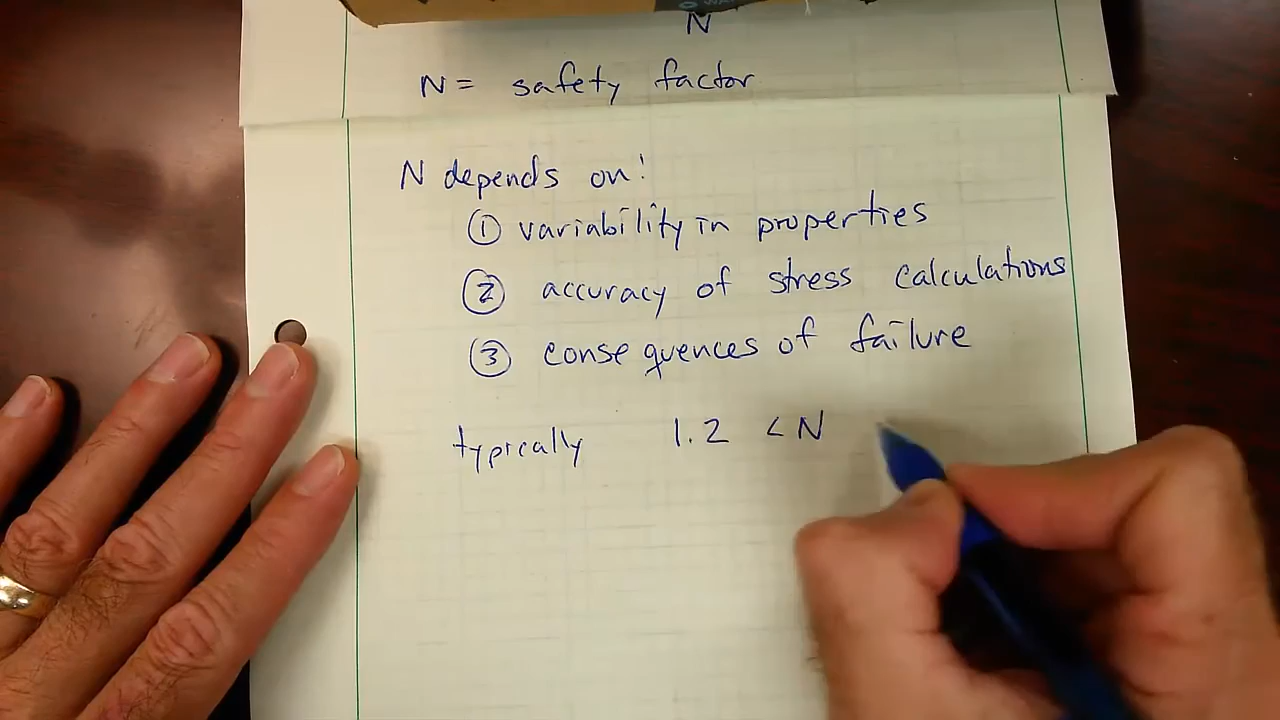 N
N = safety factor
N depends on:
① variability in properties
② accuracy of stress calculations
③ consequences of failure
typically 1.2 < N